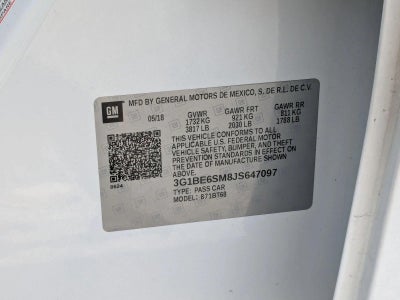 GM MFD BY GENERAL MOTORS DE MEXICO, S. DE R.L. DE C.V.
05/18 GVWR GAWR FRT GAWR RR
1732 KG 921 KG 811 KG
3817 LB 2030 LB 1788 LB
THIS VEHICLE CONFORMS TO ALL
APPLICABLE U.S. FEDERAL MOTOR
VEHICLE SAFETY, BUMPER, AND THEFT
PREVENTION STANDARDS IN EFFECT ON
THE DATE OF MANUFACTURE SHOWN
ABOVE.
0624
3G1BE6SM8JS647097
TYPE: PASS CAR
MODEL: B71BT68